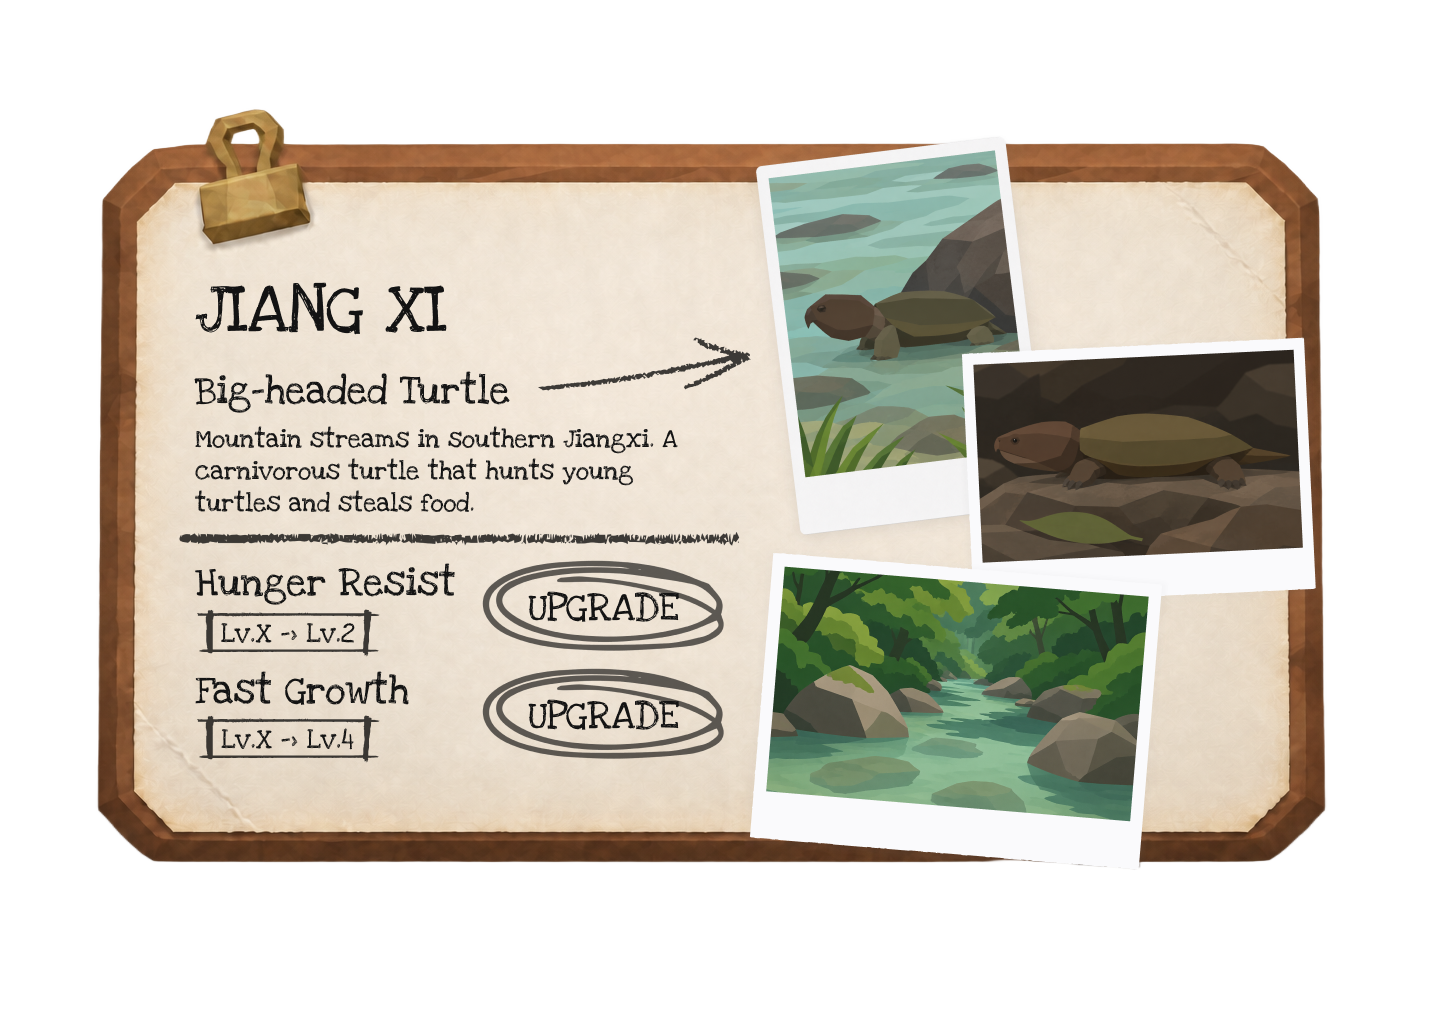 JIANG XI
Big-headed Turtle
Mountain streams in southern Jiangxi. A
carnivorous turtle that hunts young
turtles and steals food.
Hunger Resist
UPGRADE
Lv.X -> Lv.2
Fast Growth
UPGRADE
Lv.X -> Lv.4